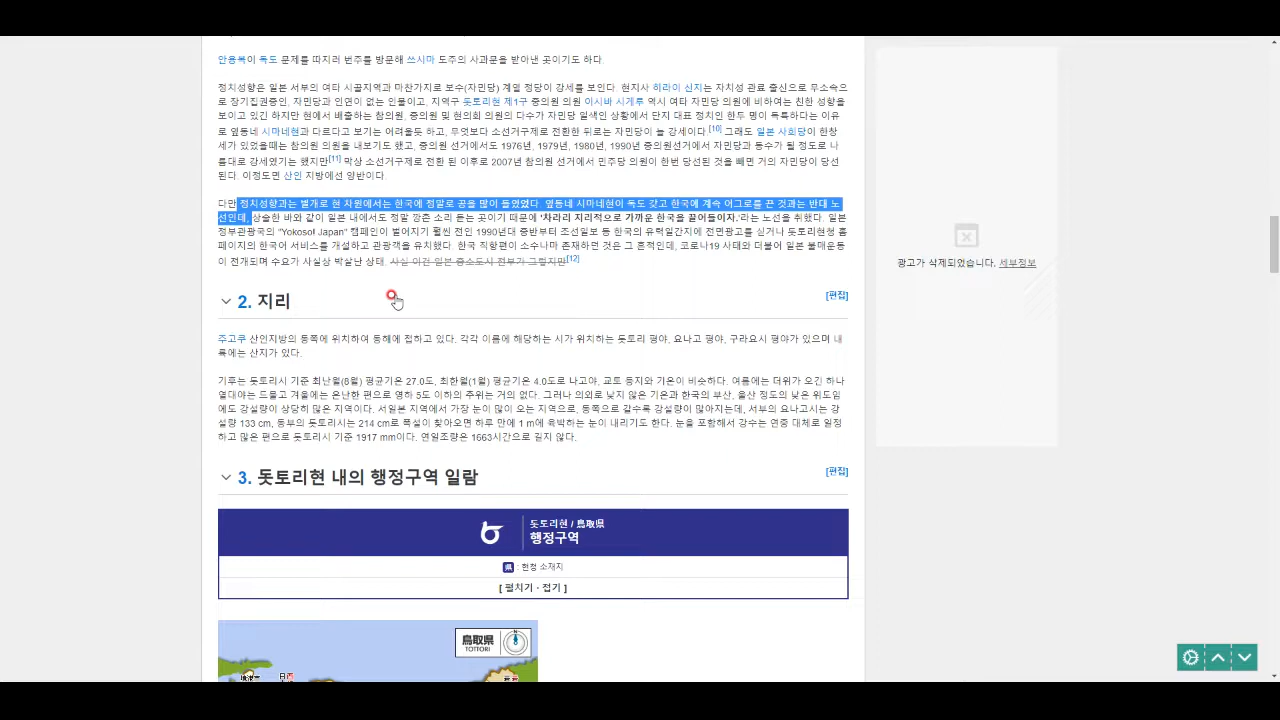 안용복이 독도 문제를 따지러 번주를 방문해 쓰시마 도주의 사과문을 받아낸 곳이기도 하다.
정치성향은 일본 서부의 여타 시골지역과 마찬가지로 보수(자민당) 계열 정당이 강세를 보인다. 현지사 히라이 신지는 자치성 관료 출신으로 무소속으
로 장기집권중인, 자민당과 인연이 없는 인물이고, 지역구 돗토리현 제1구 중의원 의원 이시바 시게루 역시 여타 자민당 의원에 비하여는 친한 성향을
보이고 있긴 하지만 현에서 배출하는 참의원, 중의원 및 현의회 의원의 다수가 자민당 일색인 상황에서 단지 대표 정치인 한두 명이 독특하다는 이유
로 옆동네 시마네현과 다르다고 보기는 어려울듯 하고, 무엇보다 소선거구제로 전환한 뒤로는 자민당이 늘 강세이다.[10] 그래도 일본 사회당이 한창
세가 있었을때는 참의원 의원을 내보기도 했고, 중의원 선거에서도 1976년, 1979년, 1980년, 1990년 중의원선거에서 자민당과 동수가 될 정도로 나
름대로 강세였기는 했지만[11] 막상 소선거구제로 전환 된 이후로 2007년 참의원 선거에서 민주당 의원이 한번 당선된 것을 빼면 거의 자민당이 당선
된다. 이정도면 산인 지방에선 양반이다.
다만 정치성향과는 별개로 현 차원에서는 한국에 정말로 공을 많이 들였었다. 옆동네 시마네현이 독도 갖고 한국에 계속 어그로를 끈 것과는 반대 노
선인데, 상술한 바와 같이 일본 내에서도 정말 깡촌 소리 듣는 곳이기 때문에 '차라리 지리적으로 가까운 한국을 끌어들이자.'라는 노선을 취했다. 일본
정부관광국의 "Yokoso! Japan" 캠페인이 벌어지기 훨씬 전인 1990년대 중반부터 조선일보 등 한국의 유력일간지에 전면광고를 싣거나 돗토리현청 홈
페이지의 한국어 서비스를 개설하고 관광객을 유치했다. 한국 직항편이 소수나마 존재하던 것은 그 흔적인데, 코로나19 사태와 더불어 일본 불매운동
이 전개되며 수요가 사실상 박살난 상태. 사실 이건 일본 중소도시 전부가 그렇지만[12]
광고가 삭제되었습니다. 세부정보
2. 지리
[편집]
주고쿠 산인지방의 동쪽에 위치하여 동해에 접하고 있다. 각각 이름에 해당하는 시가 위치하는 돗토리 평야, 요나고 평야, 구라요시 평야가 있으며 내
륙에는 산지가 있다.
기후는 돗토리시 기준 최난월(8월) 평균기온 27.0도, 최한월(1월) 평균기온 4.0도로 나고야, 교토 등지와 기온이 비슷하다. 여름에는 더위가 오긴 하나
열대야는 드물고 겨울에는 온난한 편으로 영하 5도 이하의 추위는 거의 없다. 그러나 의외로 낮지 않은 기온과 한국의 부산, 울산 정도의 낮은 위도임
에도 강설량이 상당히 많은 지역이다. 서일본 지역에서 가장 눈이 많이 오는 지역으로, 동쪽으로 갈수록 강설량이 많아지는데, 서부의 요나고시는 강
설량 133 cm, 동부의 돗토리시는 214 cm로 폭설이 찾아오면 하루 만에 1 m에 육박하는 눈이 내리기도 한다. 눈을 포함해서 강수는 연중 대체로 일정
하고 많은 편으로 돗토리시 기준 1917 mm이다. 연일조량은 1663시간으로 길지 않다.
3. 돗토리현 내의 행정구역 일람
[편집]
돗토리현 / 鳥取県
행정구역
県 : 현청 소재지
[ 펼치기 · 접기 ]
鳥取県
TOTTORI
N